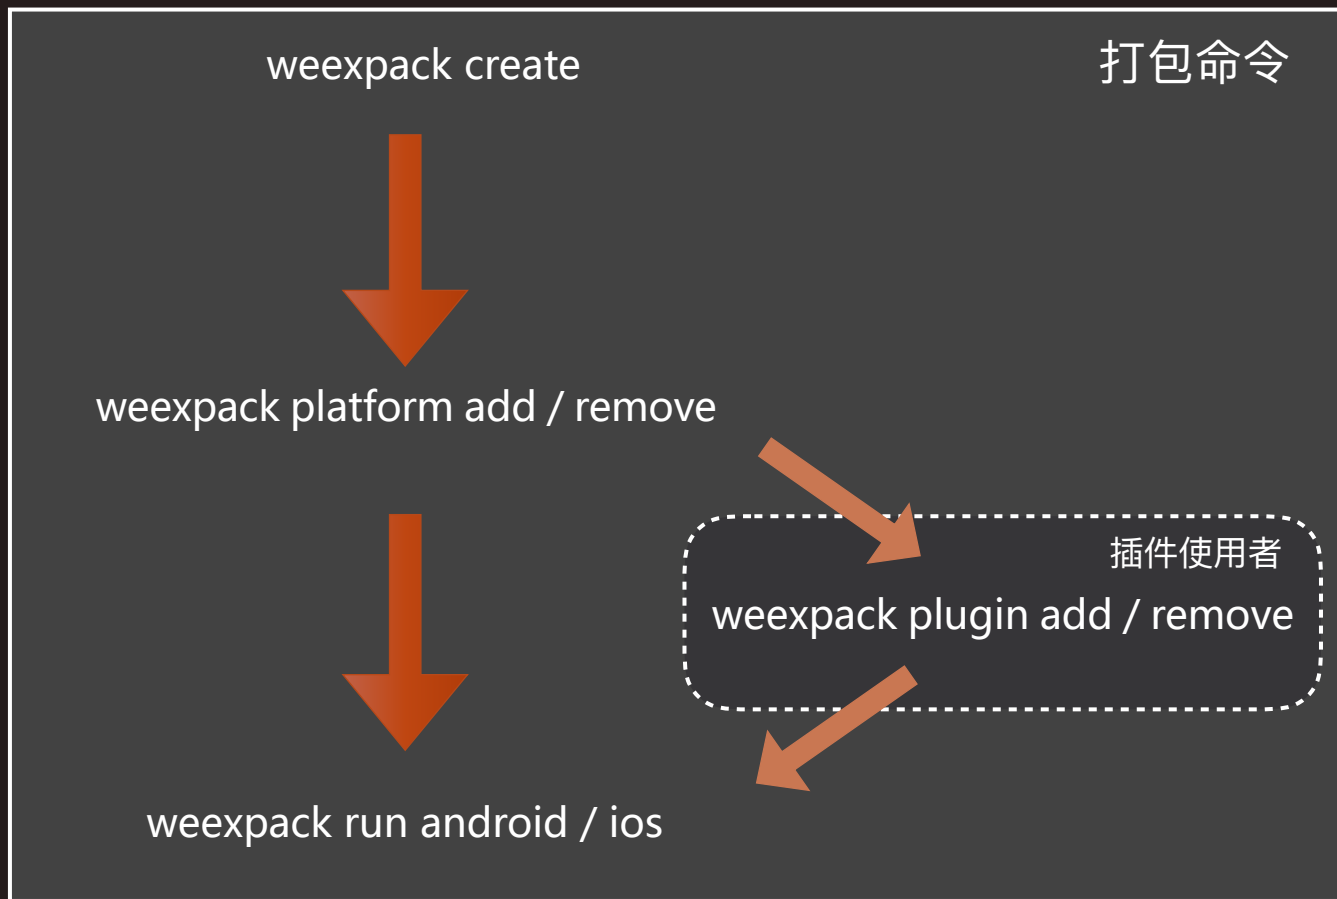 weexpack create
打包命令
weexpack platform add / remove
插件使用者
weexpack plugin add / remove
weexpack run android / ios